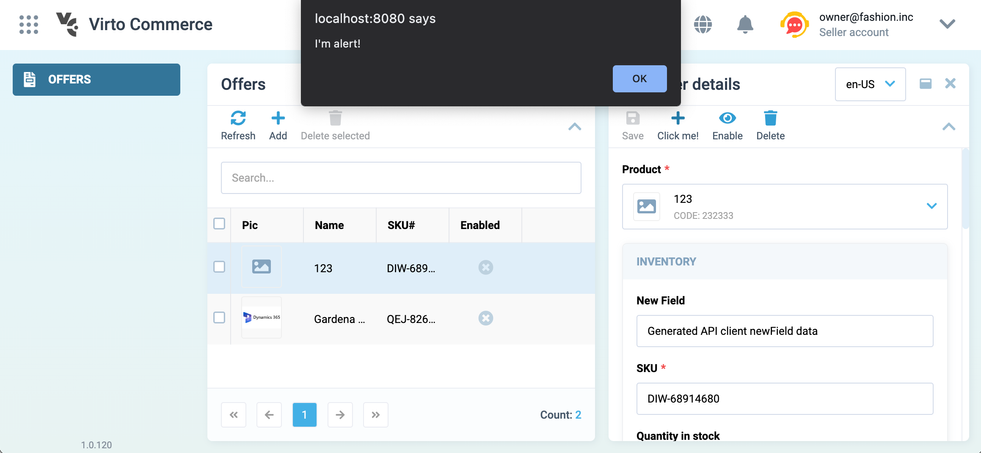 Virto Commerce
localhost:8080 says
I'm alert!
OK
owner@fashion.inc
Seller account
OFFERS
1.0.120
Offers
Refresh
Add
Delete selected
Search...
Pic
Name
SKU#
Enabled
123
DIW-689...
Dynamics 365
Gardena ...
QEJ-826...
1
Count: 2
er details
en-US
Save
Click me!
Enable
Delete
Product *
123
CODE: 232333
INVENTORY
New Field
Generated API client newField data
SKU *
DIW-68914680
Quantity in stock